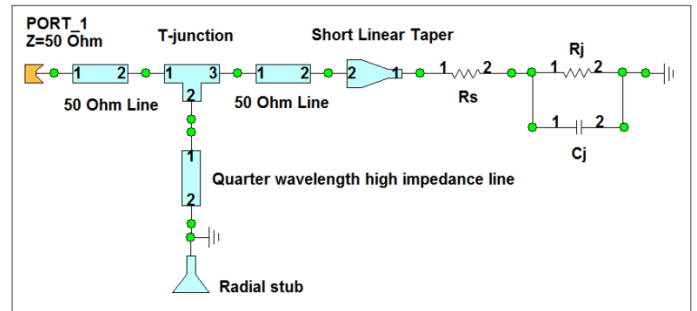 PORT_1
Z=50 Ohm
T-junction
Short Linear Taper
Rj
1 2 1 3 1 2 2 1 1 2 1 2
50 Ohm Line
2
50 Ohm Line
Rs
1 2
Cj
1
Quarter wavelength high impedance line
2
Radial stub